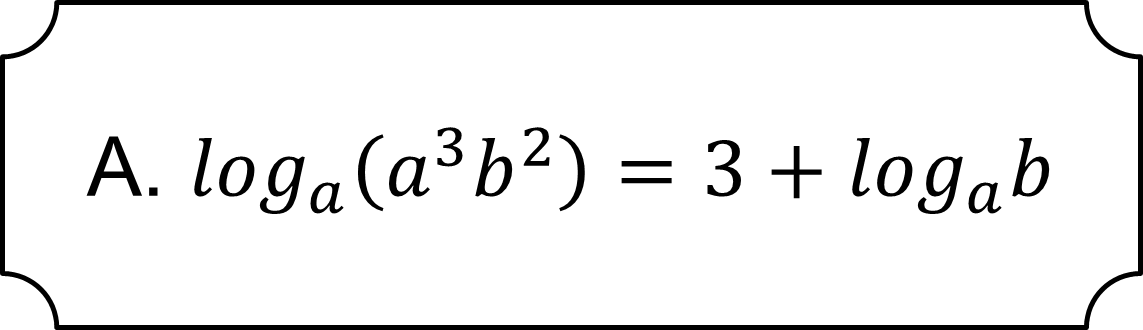 A. $log_a(a^3b^2) = 3 + log_ab$